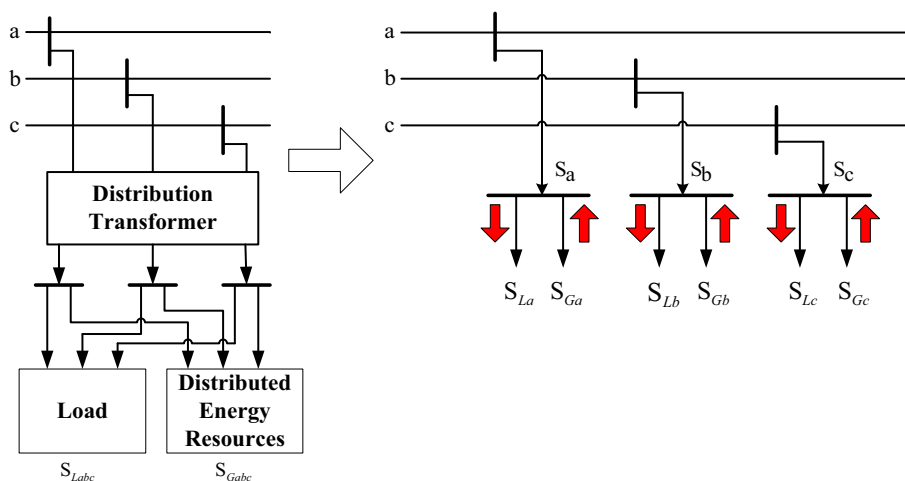 a
b
c
Distribution
Transformer
Load
Distributed
Energy
Resources
S_Labc
S_Gabc
a
b
c
S_a
S_b
S_c
S_La
S_Ga
S_Lb
S_Gb
S_Lc
S_Gc